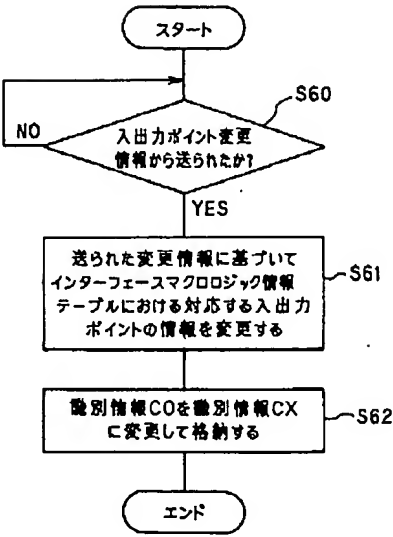 スタート
S60
NO
入出力ポイント変更
情報から送られたか?
YES
送られた変更情報に基づいて
インターフェースマクロロジック情報
テーブルにおける対応する入出力
ポイントの情報を変更する
S61
識別情報C0を識別情報CX
に変更して格納する
S62
エンド